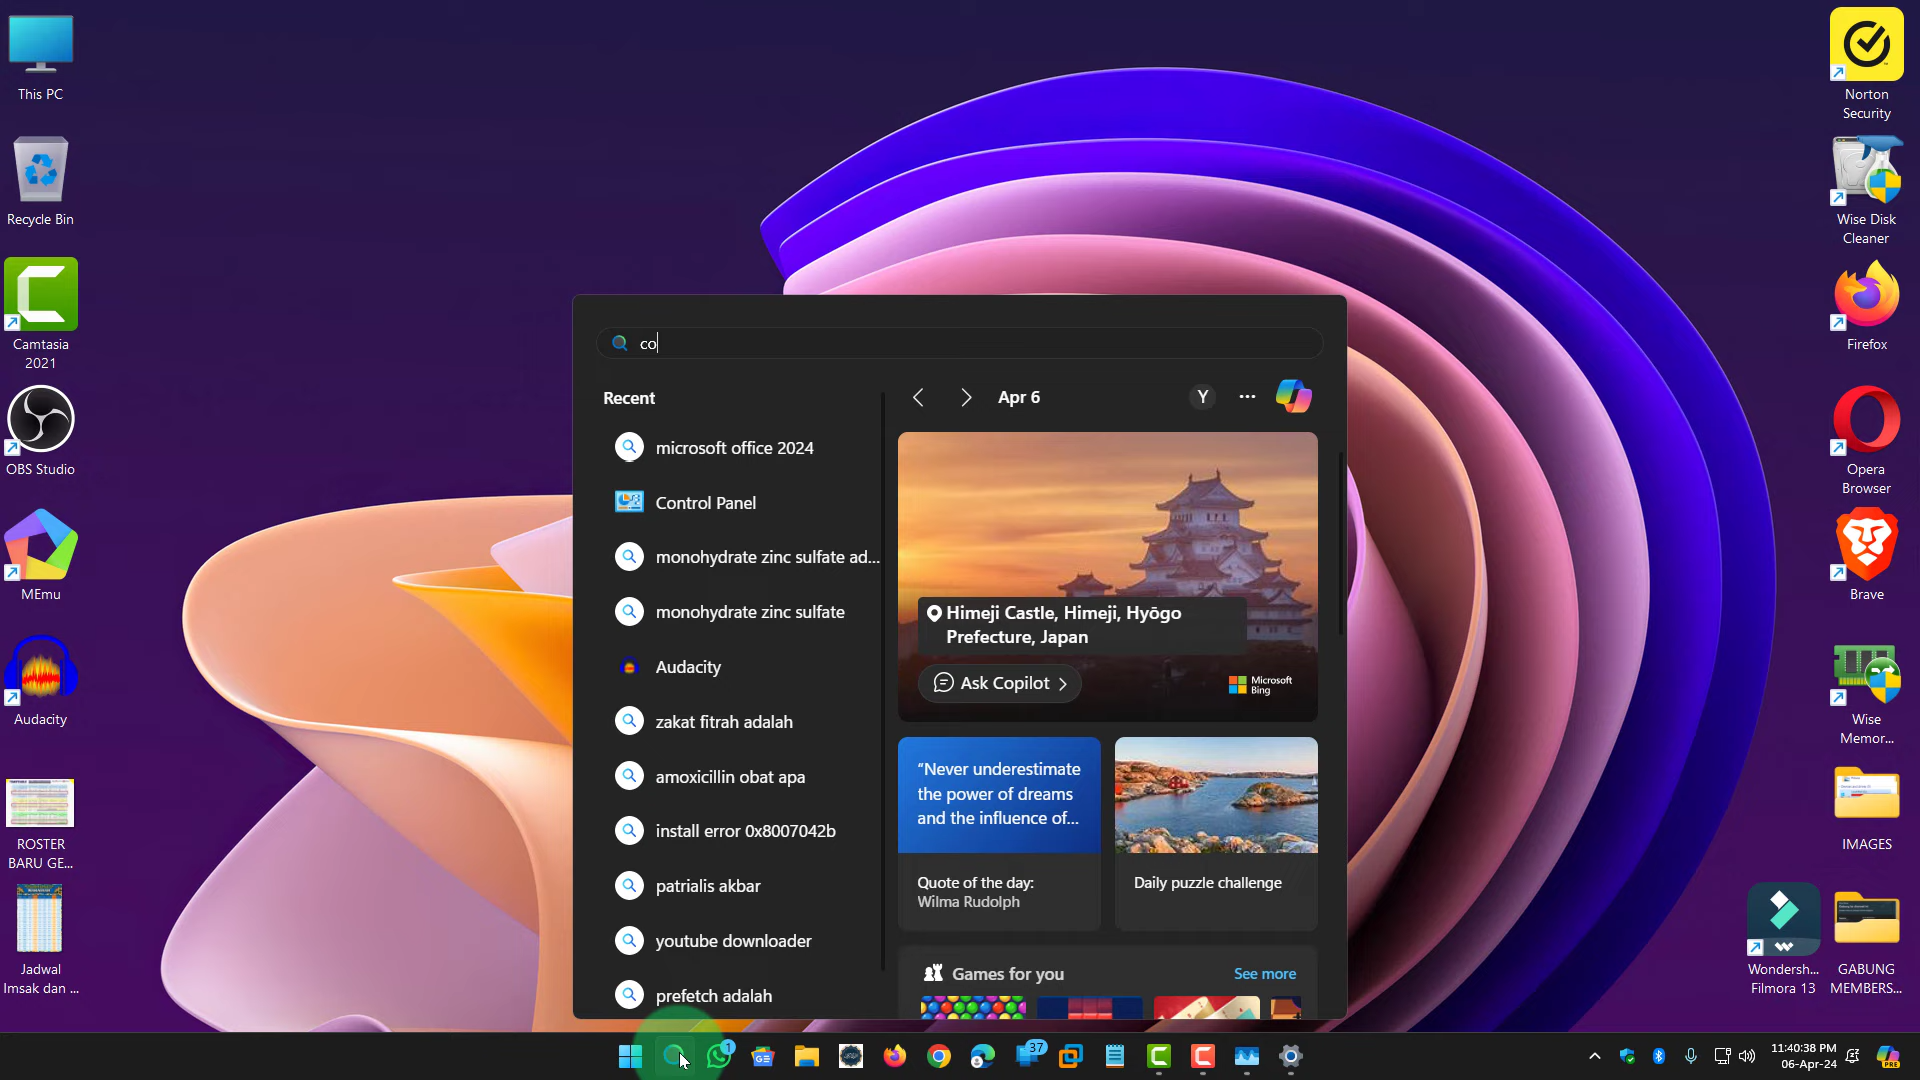 This PC
Recycle Bin
Camtasia
2021
OBS Studio
MEmu
Audacity
ROSTER
BARU GE...
Jadwal
Imsak dan ...
co
Recent
microsoft office 2024
Control Panel
monohydrate zinc sulfate ad...
monohydrate zinc sulfate
Audacity
zakat fitrah adalah
amoxicillin obat apa
install error 0x8007042b
patrialis akbar
youtube downloader
prefetch adalah
Apr 6
Y
Himeji Castle, Himeji, Hyōgo
Prefecture, Japan
Ask Copilot
Microsoft
Bing
“Never underestimate
the power of dreams
and the influence of...
Quote of the day:
Wilma Rudolph
Daily puzzle challenge
Games for you
See more
Norton
Security
Wise Disk
Cleaner
Firefox
Opera
Browser
Brave
Wise
Memor...
IMAGES
Wondersh...
Filmora 13
GABUNG
MEMBERS...
1
37
11:40:38 PM
06-Apr-24
PRE